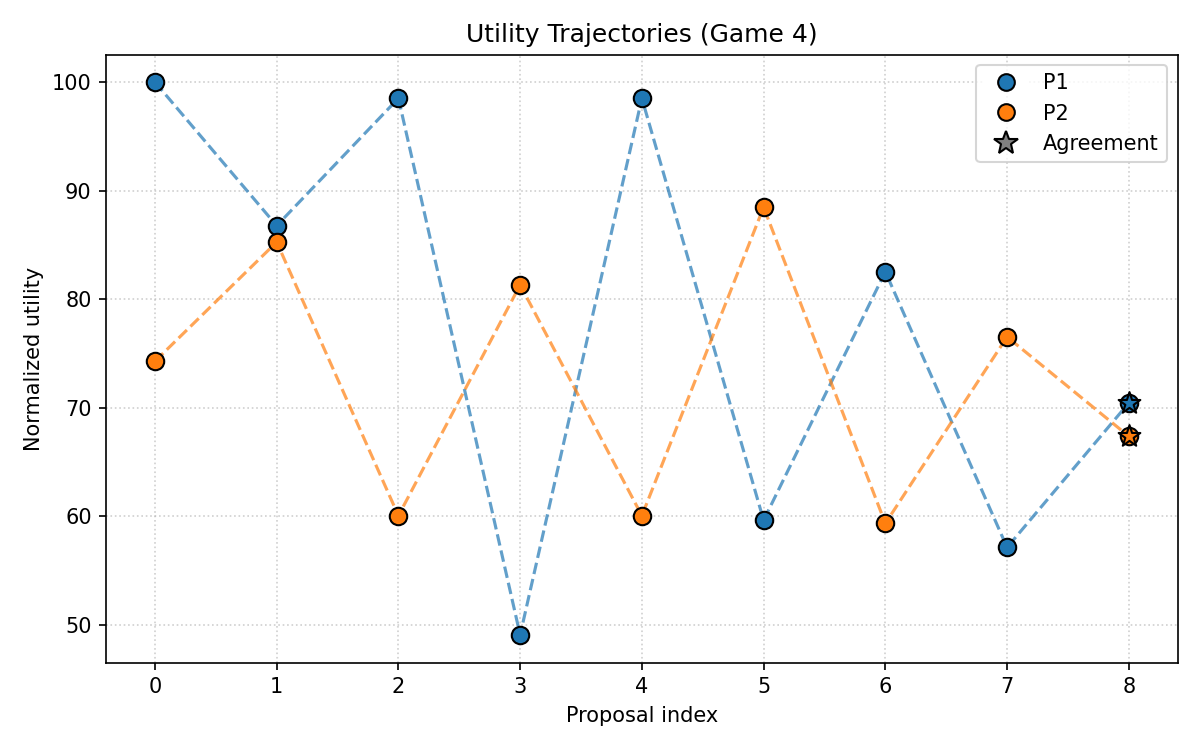 Utility Trajectories (Game 4)
P1
P2
Agreement
Normalized utility
100
90
80
70
60
50
0 1 2 3 4 5 6 7 8
Proposal index